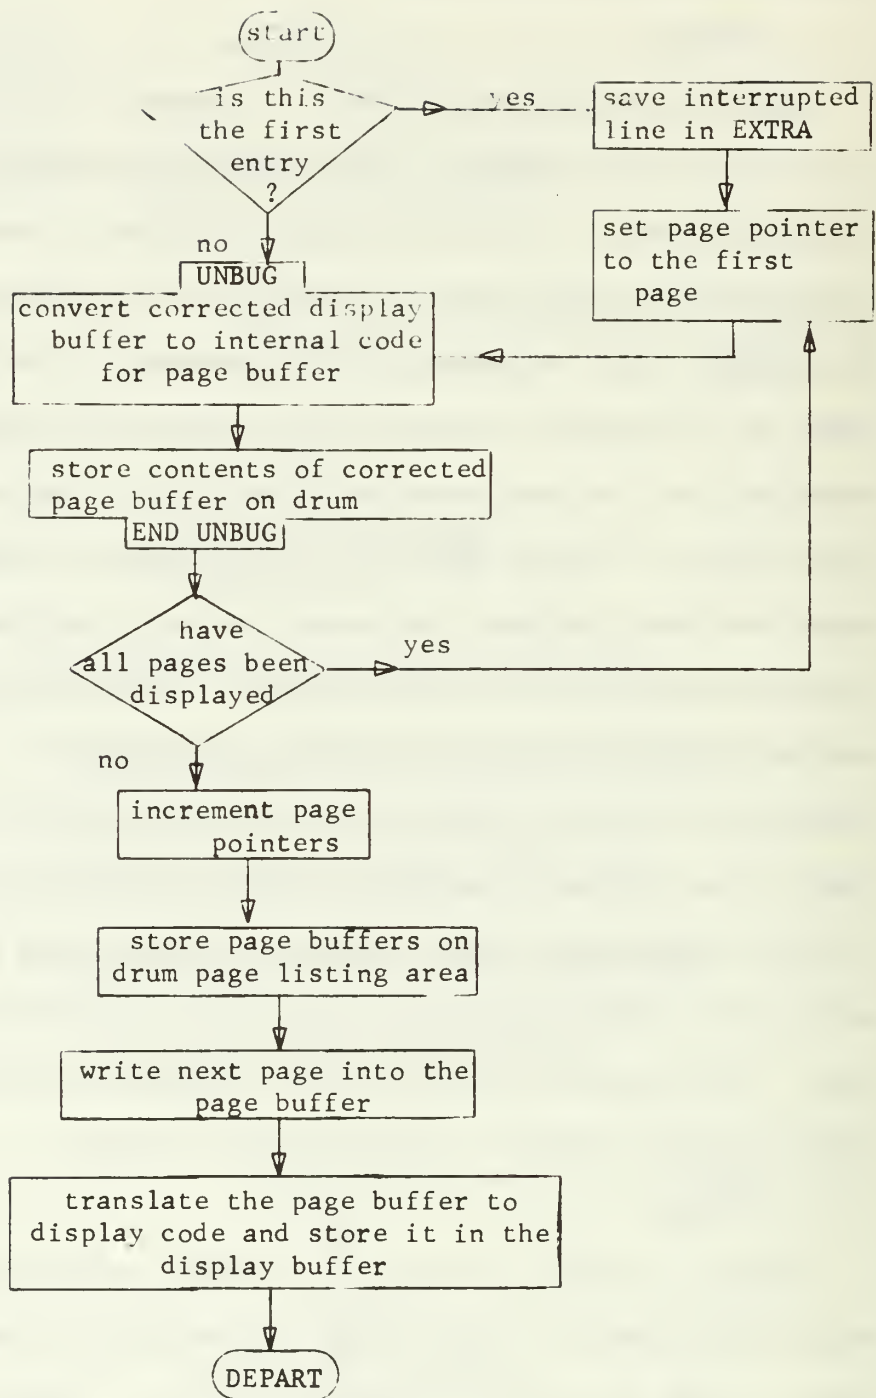 start
is this
the first
entry
?
yes
save interrupted
line in EXTRA
set page pointer
to the first
page
no
UNBUG
convert corrected display
buffer to internal code
for page buffer
store contents of corrected
page buffer on drum
END UNBUG
have
all pages been
displayed
yes
no
increment page
pointers
store page buffers on
drum page listing area
write next page into the
page buffer
translate the page buffer to
display code and store it in the
display buffer
DEPART